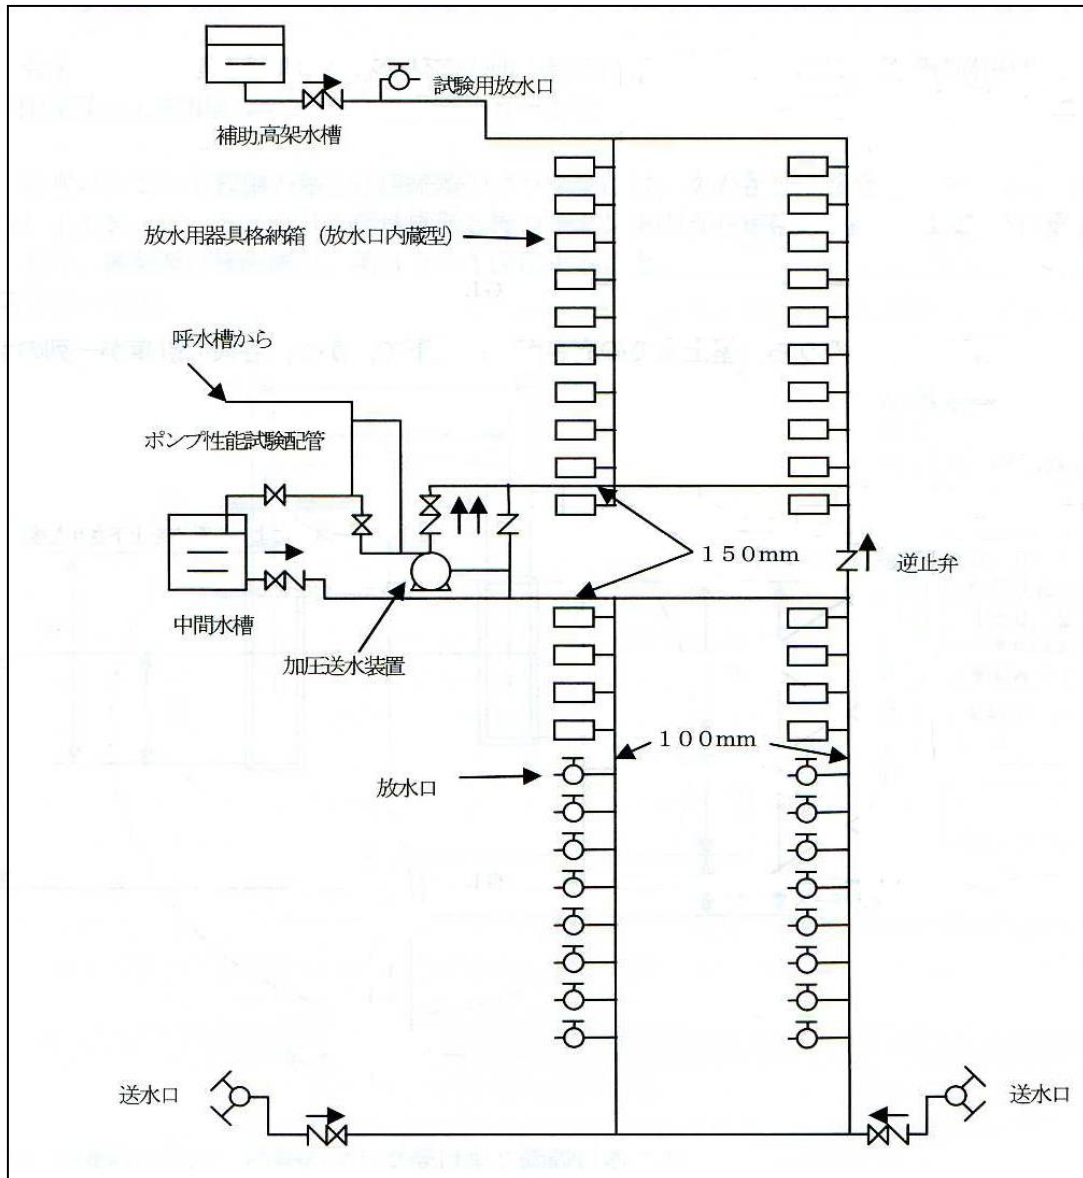 試験用放水口
補助高架水槽
放水用器具格納箱（放水口内蔵型）
呼水槽から
ポンプ性能試験配管
１５０mm
逆止弁
中間水槽
加圧送水装置
１００mm
放水口
送水口
送水口